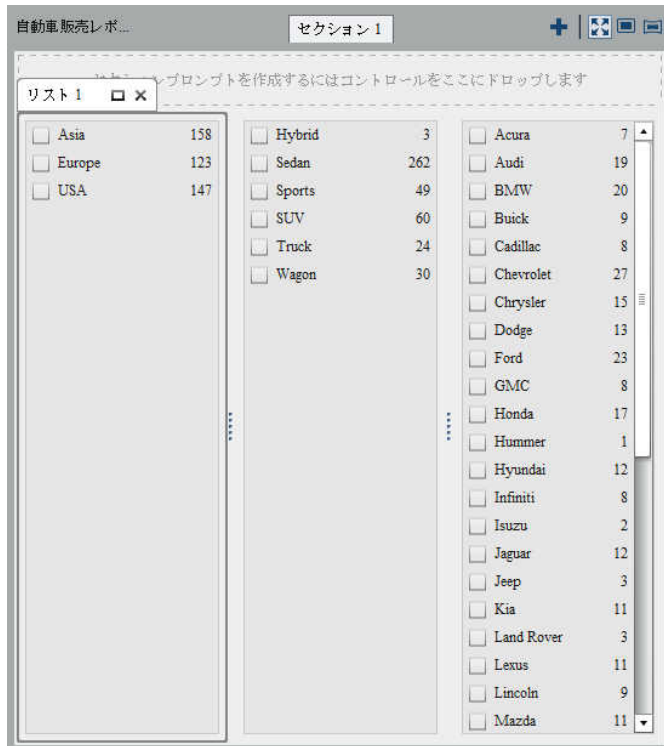 自動車販売レポ...
セクション 1
プロンプトを作成するにはコントロールをここにドロップします
リスト 1
Asia 158
Europe 123
USA 147
Hybrid 3
Sedan 262
Sports 49
SUV 60
Truck 24
Wagon 30
Acura 7
Audi 19
BMW 20
Buick 9
Cadillac 8
Chevrolet 27
Chrysler 15
Dodge 13
Ford 23
GMC 8
Honda 17
Hummer 1
Hyundai 12
Infiniti 8
Isuzu 2
Jaguar 12
Jeep 3
Kia 11
Land Rover 3
Lexus 11
Lincoln 9
Mazda 11